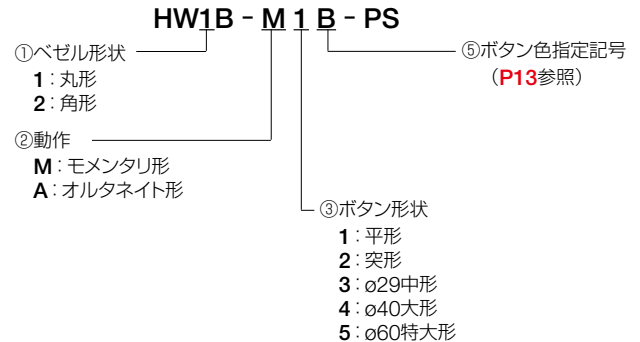 HW1B - M 1 B - PS
①ベゼル形状
1：丸形
2：角形
②動作
M：モメンタリ形
A：オルタネイト形
③ボタン形状
1：平形
2：突形
3：ø29中形
4：ø40大形
5：ø60特大形
⑤ボタン色指定記号
（P13参照）